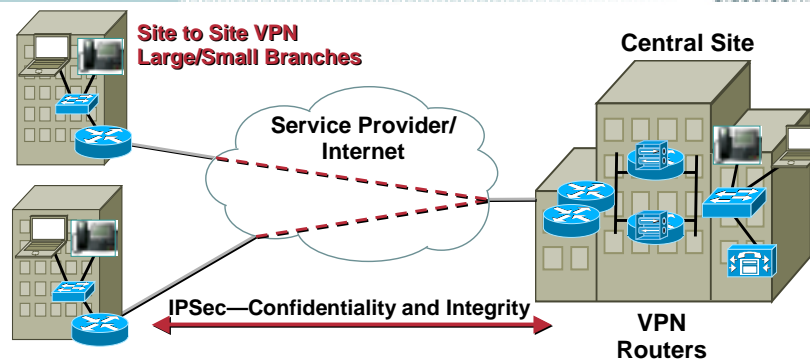 Site to Site VPN
Large/Small Branches
Central Site
Service Provider/
Internet
IPSec—Confidentiality and Integrity
VPN
Routers